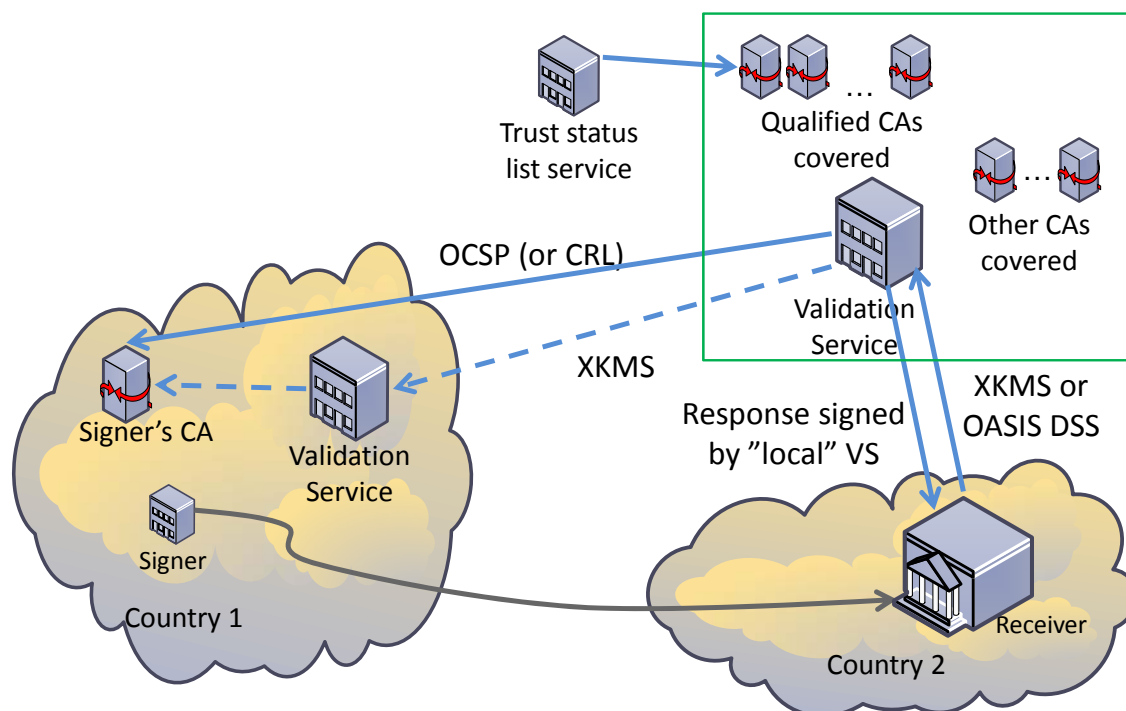 Trust status
list service
…
Qualified CAs
covered
…
Other CAs
covered
OCSP (or CRL)
Validation
Service
XKMS
XKMS or
OASIS DSS
Response signed
by ”local” VS
Signer’s CA
Validation
Service
Signer
Country 1
Receiver
Country 2